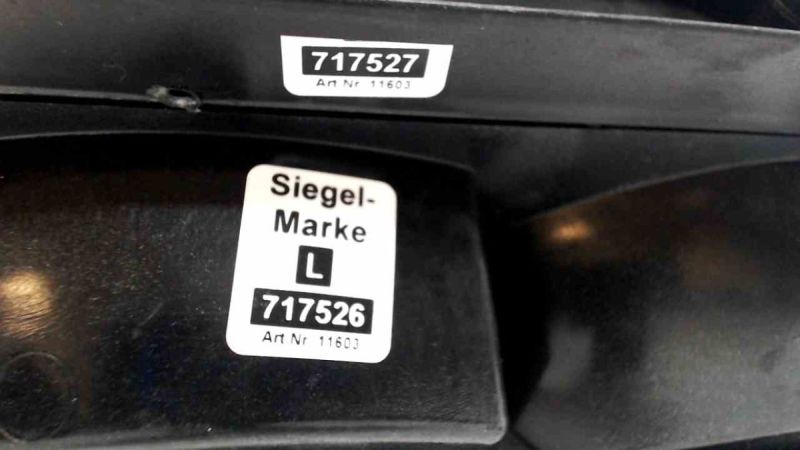 717527
Art Nr. 11603
Siegel-
Marke
L
717526
Art Nr. 11603